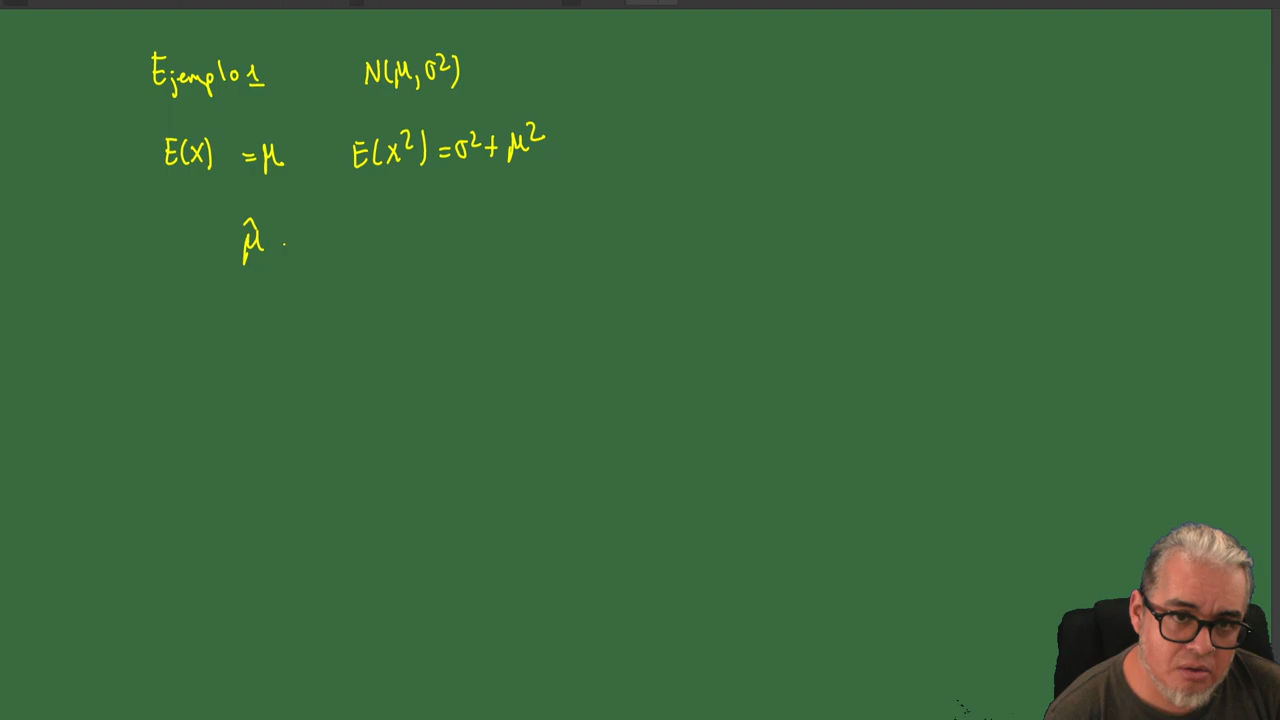 Ejemplo 1 N(μ, σ²)
E(X) = μ E(X²) = σ² + μ²
μ̂